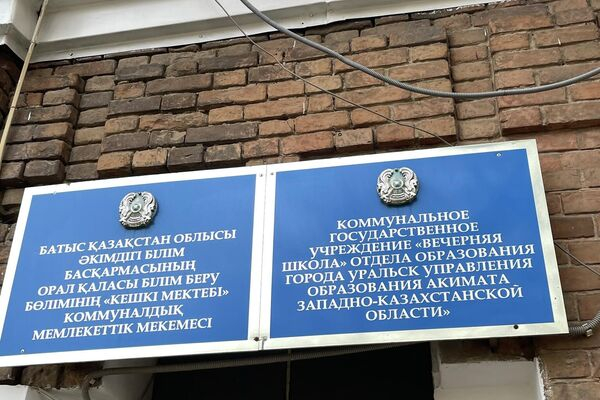 БАТЫС ҚАЗАҚСТАН ОБЛЫСЫ
ӘКІМДІГІ БІЛІМ
БАСҚАРМАСЫНЫҢ
ОРАЛ ҚАЛАСЫ БІЛІМ БЕРУ
БӨЛІМІНІҢ «КЕШКІ МЕКТЕБІ»
КОММУНАЛДЫҚ
МЕМЛЕКЕТТІК МЕКЕМЕСІ
КОММУНАЛЬНОЕ
ГОСУДАРСТВЕННОЕ
УЧРЕЖДЕНИЕ «ВЕЧЕРНЯЯ
ШКОЛА» ОТДЕЛА ОБРАЗОВАНИЯ
ГОРОДА УРАЛЬСК УПРАВЛЕНИЯ
ОБРАЗОВАНИЯ АКИМАТА
ЗАПАДНО-КАЗАХСТАНСКОЙ
ОБЛАСТИ»